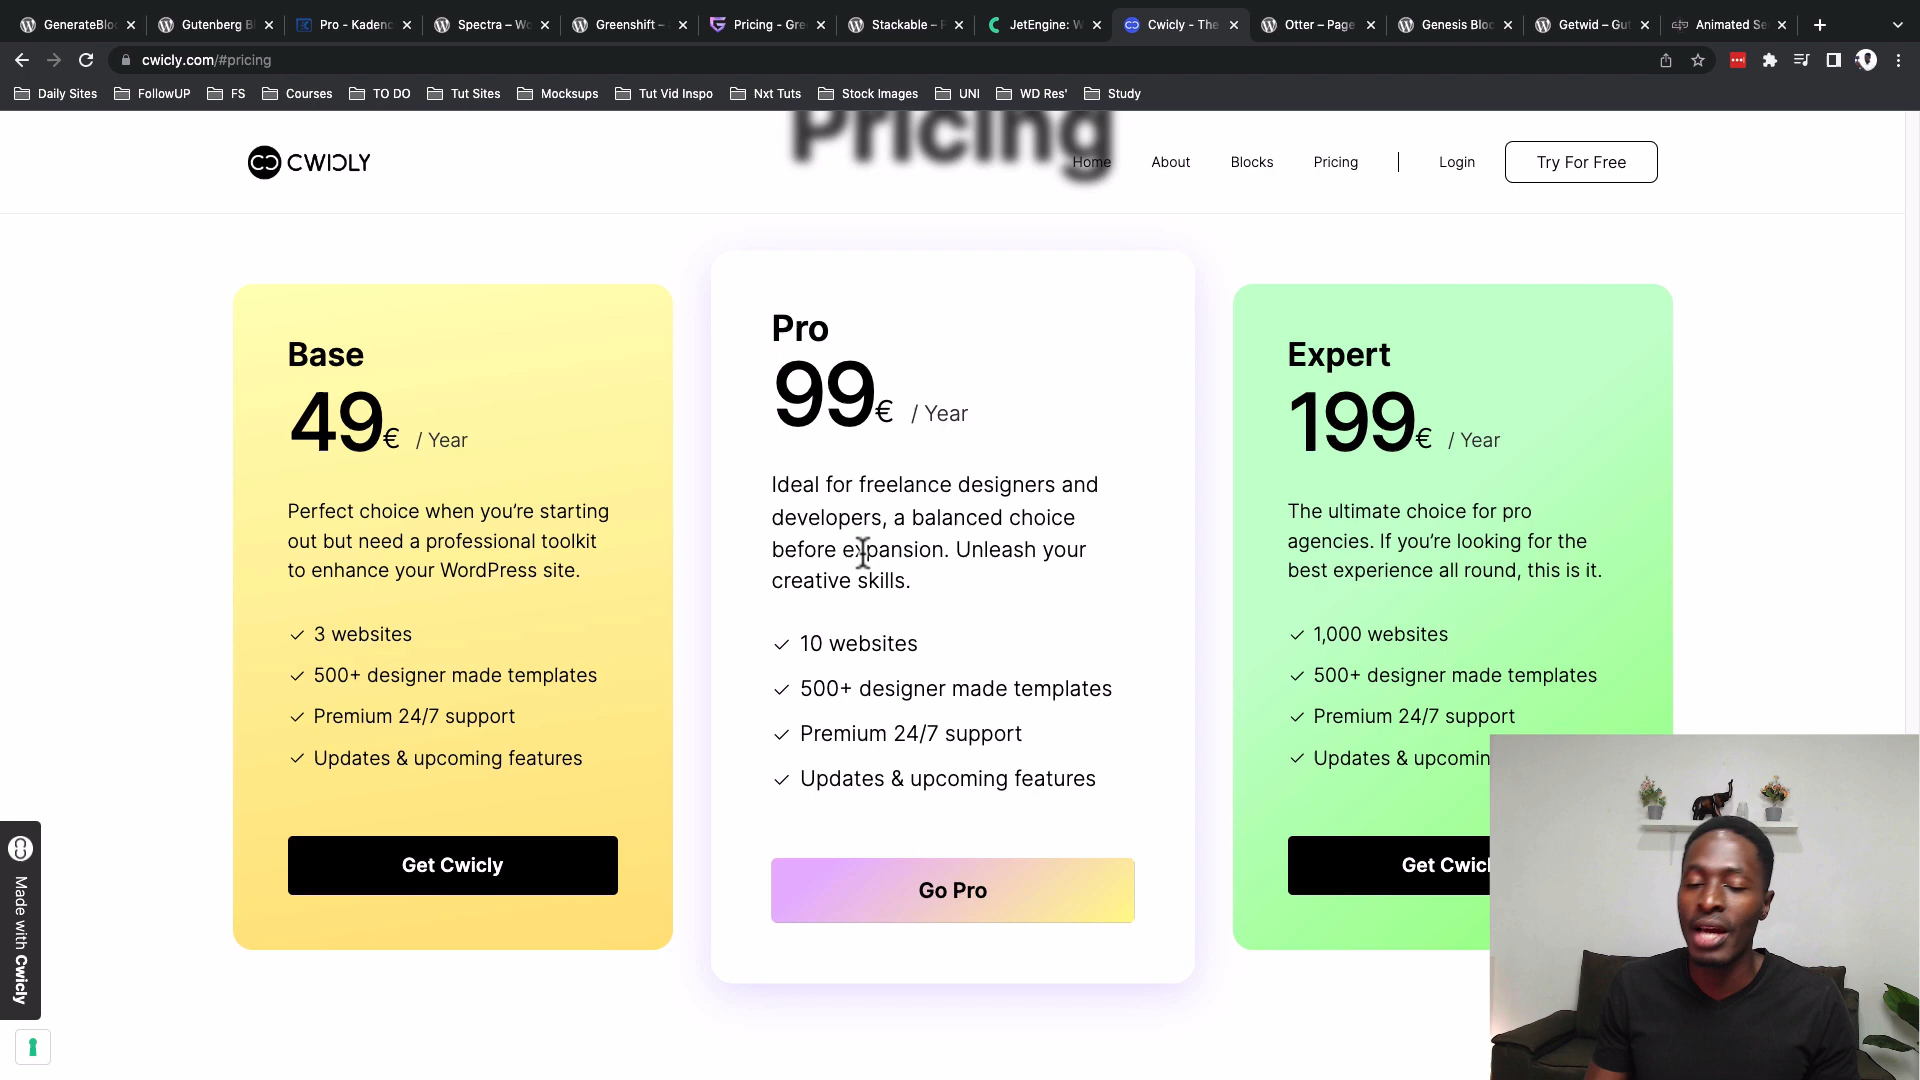 GenerateBloc
Gutenberg B
Pro - Kadenc
Spectra – Wo
Greenshift –
Pricing - Gre
Stackable – P
JetEngine: W
Cwicly - The
Otter – Page
Genesis Bloc
Getwid – Gut
Animated Se
cwicly.com/#pricing
Daily Sites
FollowUP
FS
Courses
TO DO
Tut Sites
Mocksups
Tut Vid Inspo
Nxt Tuts
Stock Images
UNI
WD Res'
Study
Pricing
CWICLY
Home
About
Blocks
Pricing
Login
Try For Free
Base
49€ / Year
Perfect choice when you’re starting
out but need a professional toolkit
to enhance your WordPress site.
3 websites
500+ designer made templates
Premium 24/7 support
Updates & upcoming features
Get Cwicly
Pro
99€ / Year
Ideal for freelance designers and
developers, a balanced choice
before expansion. Unleash your
creative skills.
10 websites
500+ designer made templates
Premium 24/7 support
Updates & upcoming features
Go Pro
Expert
199€ / Year
The ultimate choice for pro
agencies. If you’re looking for the
best experience all round, this is it.
1,000 websites
500+ designer made templates
Premium 24/7 support
Updates & upcomin
Get Cwicl
Made with Cwicly